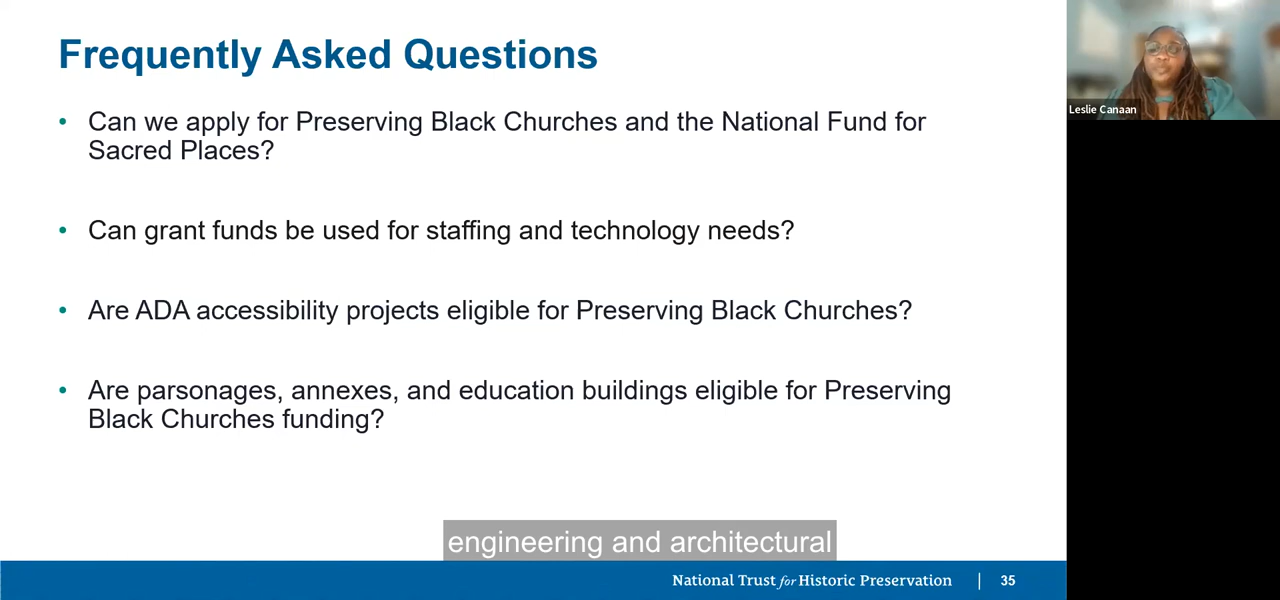 Frequently Asked Questions
• Can we apply for Preserving Black Churches and the National Fund for
Sacred Places?
• Can grant funds be used for staffing and technology needs?
• Are ADA accessibility projects eligible for Preserving Black Churches?
• Are parsonages, annexes, and education buildings eligible for Preserving
Black Churches funding?
engineering and architectural
National Trust for Historic Preservation | 35
Leslie Canaan